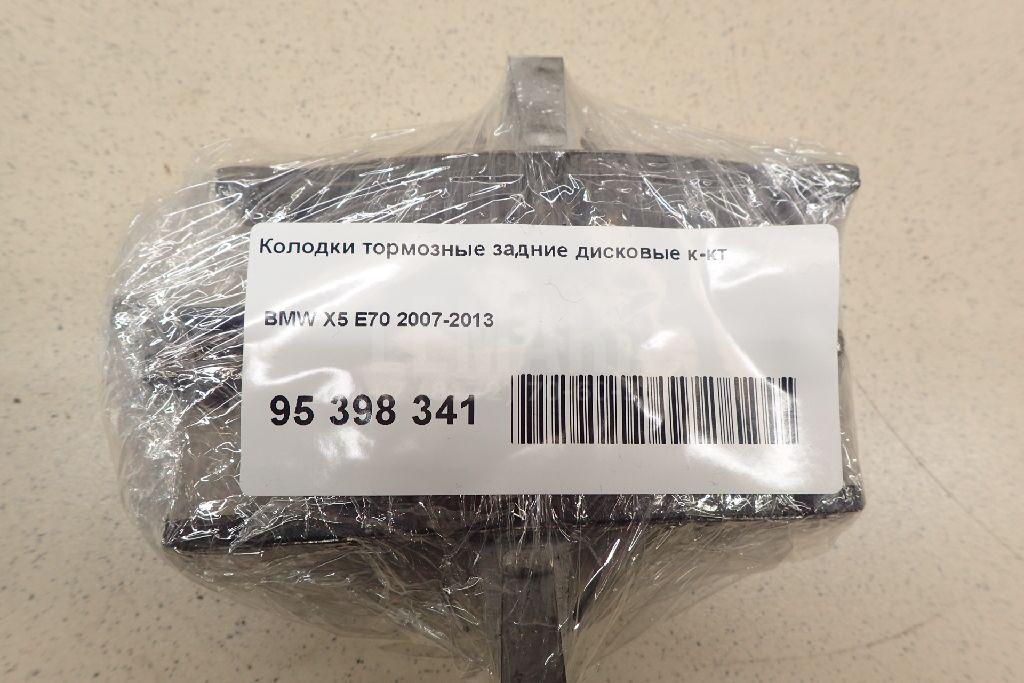 Колодки тормозные задние дисковые к-кт
BMW X5 E70 2007-2013
95 398 341